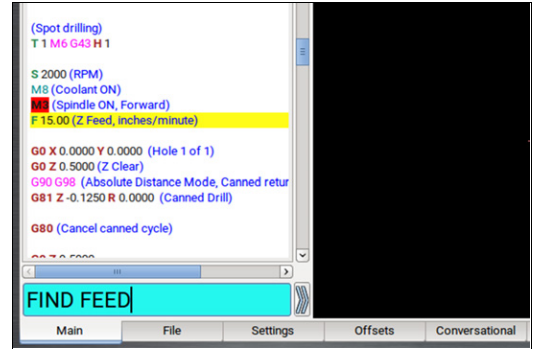 (Spot drilling)
T 1 M6 G43 H 1
S 2000 (RPM)
M8 (Coolant ON)
M3 (Spindle ON, Forward)
F 15.00 (Z Feed, inches/minute)
G0 X 0.0000 Y 0.0000 (Hole 1 of 1)
G0 Z 0.5000 (Z Clear)
G90 G98 (Absolute Distance Mode, Canned retur
G81 Z -0.1250 R 0.0000 (Canned Drill)
G80 (Cancel canned cycle)
G0 Z 0.5000
FIND FEED
Main File Settings Offsets Conversational